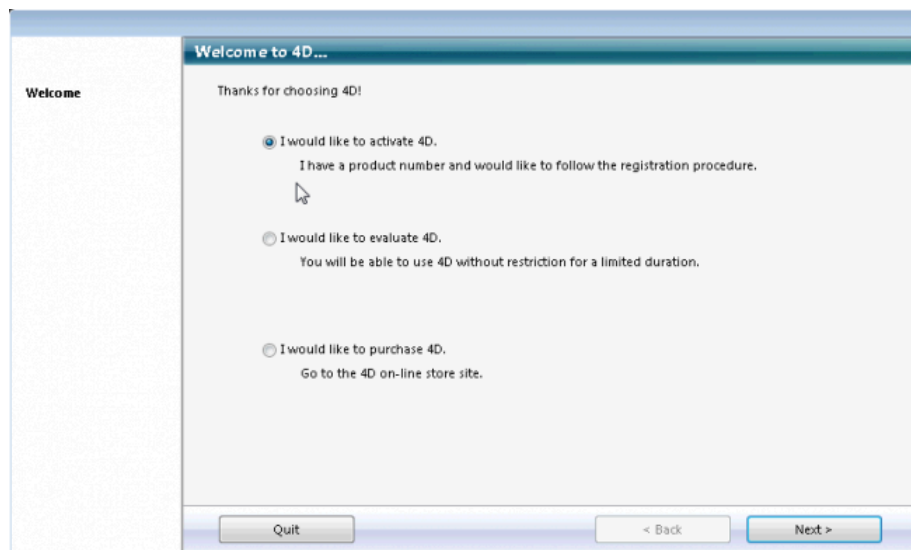 Welcome to 4D...
Welcome
Thanks for choosing 4D!
I would like to activate 4D.
I have a product number and would like to follow the registration procedure.
I would like to evaluate 4D.
You will be able to use 4D without restriction for a limited duration.
I would like to purchase 4D.
Go to the 4D on-line store site.
Quit
< Back
Next >